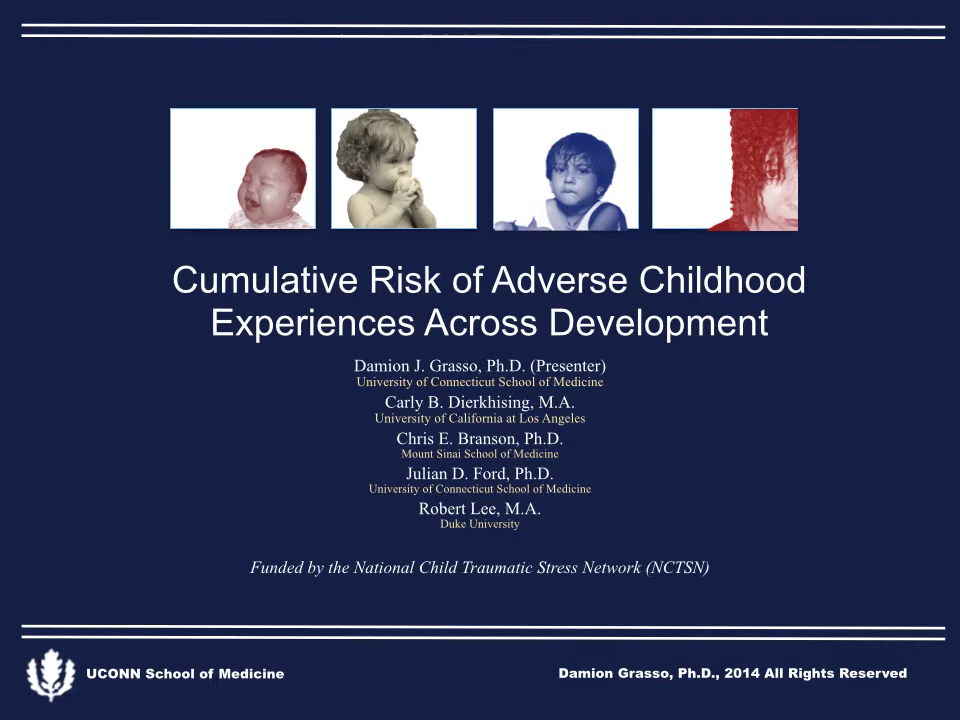 Cumulative Risk of Adverse Childhood
Experiences Across Development
Damion J. Grasso, Ph.D. (Presenter)
University of Connecticut School of Medicine
Carly B. Dierkhising, M.A.
University of California at Los Angeles
Chris E. Branson, Ph.D.
Mount Sinai School of Medicine
Julian D. Ford, Ph.D.
University of Connecticut School of Medicine
Robert Lee, M.A.
Duke University
Funded by the National Child Traumatic Stress Network (NCTSN)
UCONN School of Medicine
Damion Grasso, Ph.D., 2014 All Rights Reserved